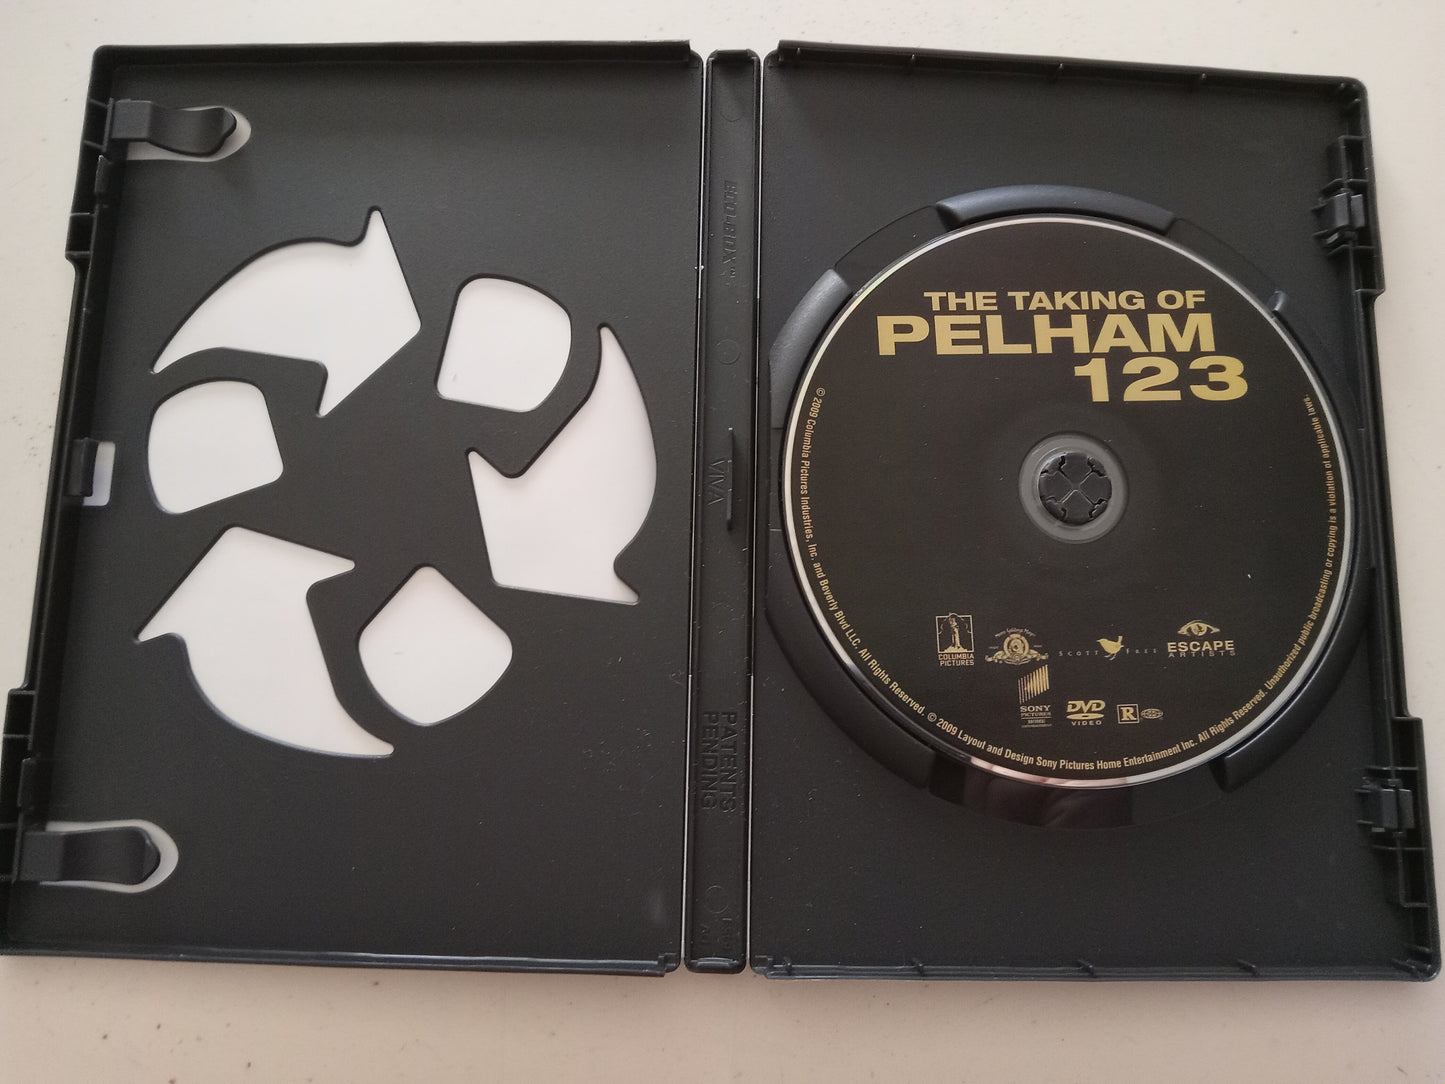 THE TAKING OF
PELHAM
123
© 2009 Columbia Pictures Industries, Inc. and Beverly Blvd LLC. All Rights Reserved. © 2009 Layout and Design Sony Pictures Home Entertainment Inc. All Rights Reserved. Unauthorized public broadcasting or copying is a violation of applicable laws.
COLUMBIA
PICTURES
SCOTT FREE
ESCAPE
ARTISTS
SONY
PICTURES
DVD
VIDEO
R
VIVA
PATENTS
PENDING